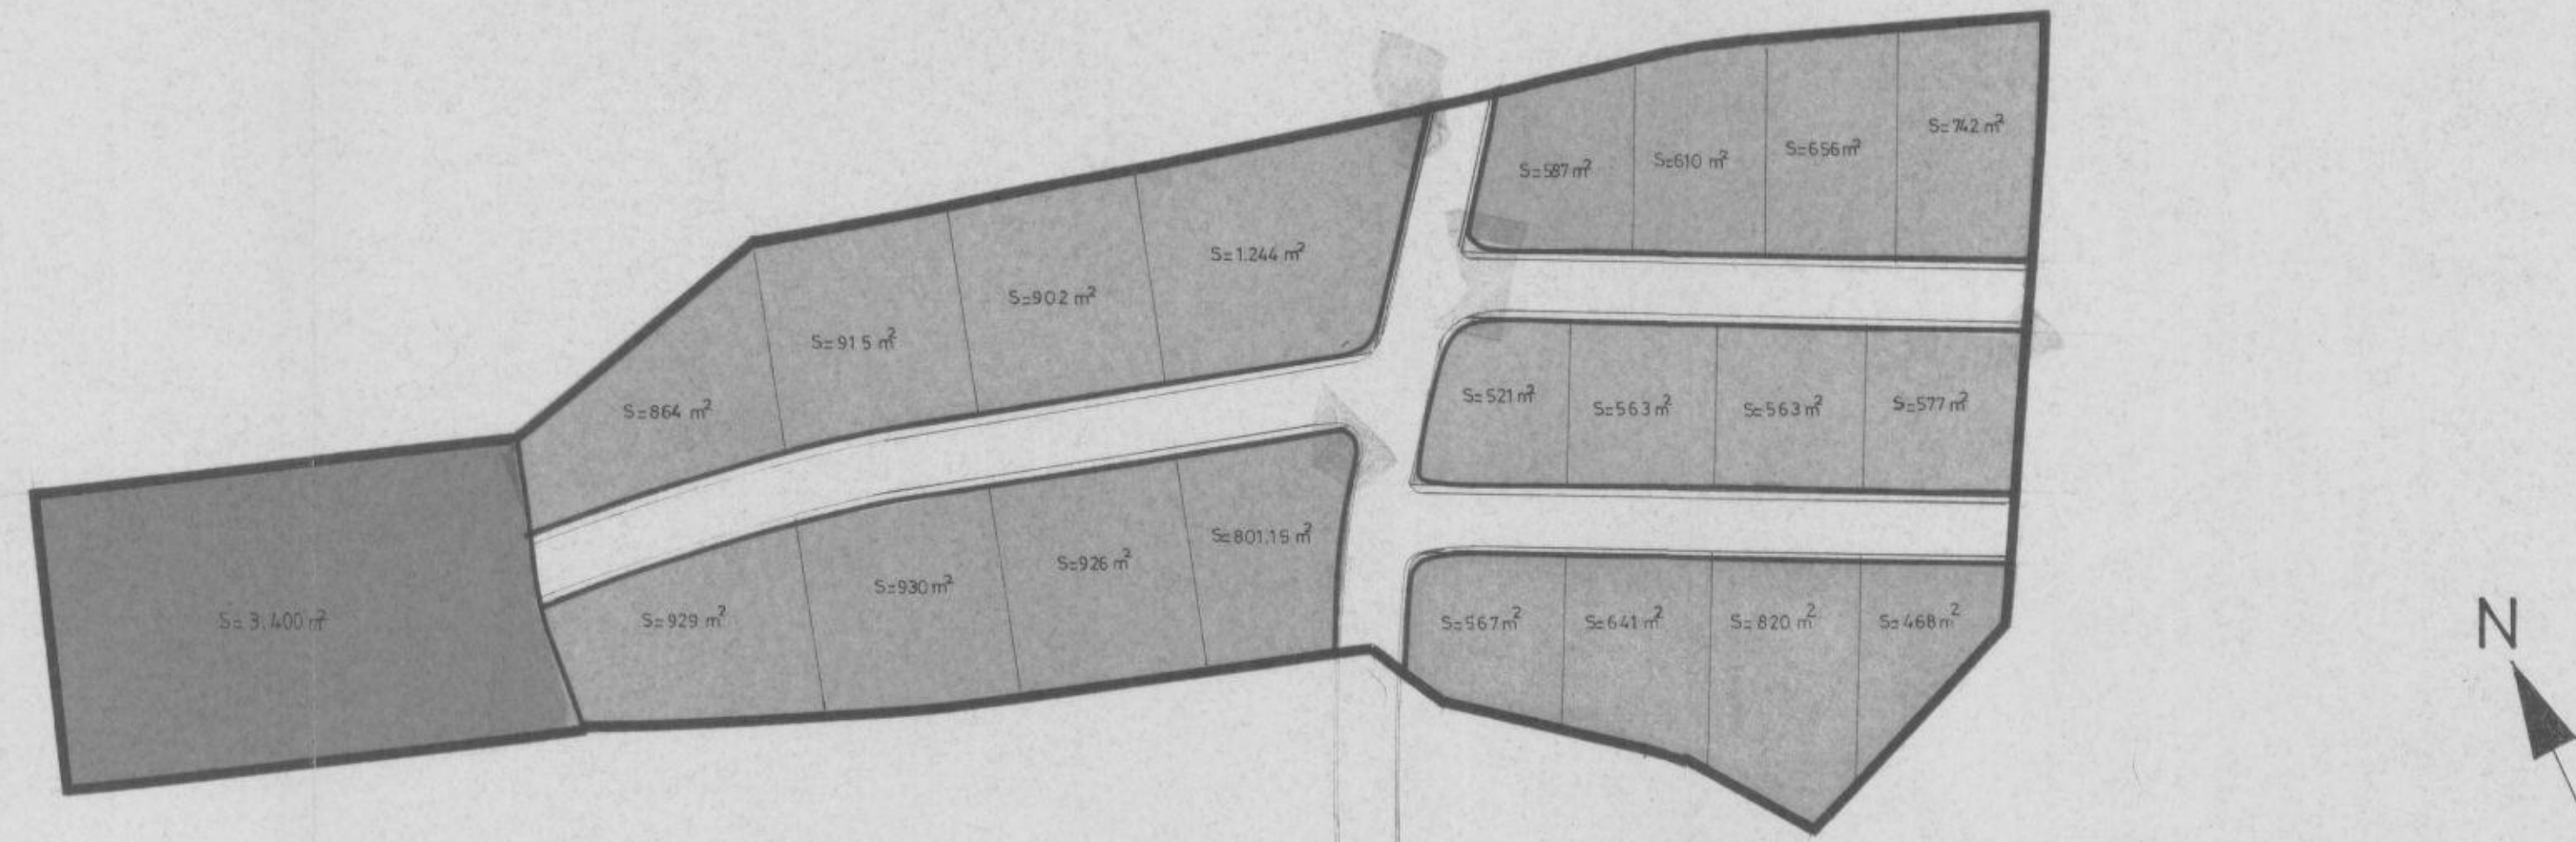 S=742 m²
S=587 m²
S=610 m²
S=656 m²
S=1.244 m²
S=902 m²
S=915 m²
S=864 m²
S=521 m²
S=563 m²
S=563 m²
S=577 m²
S=801.15 m²
S=926 m²
S=930 m²
S=929 m²
S=3.400 m²
S=567 m²
S=641 m²
S=820 m²
S=468 m²
N